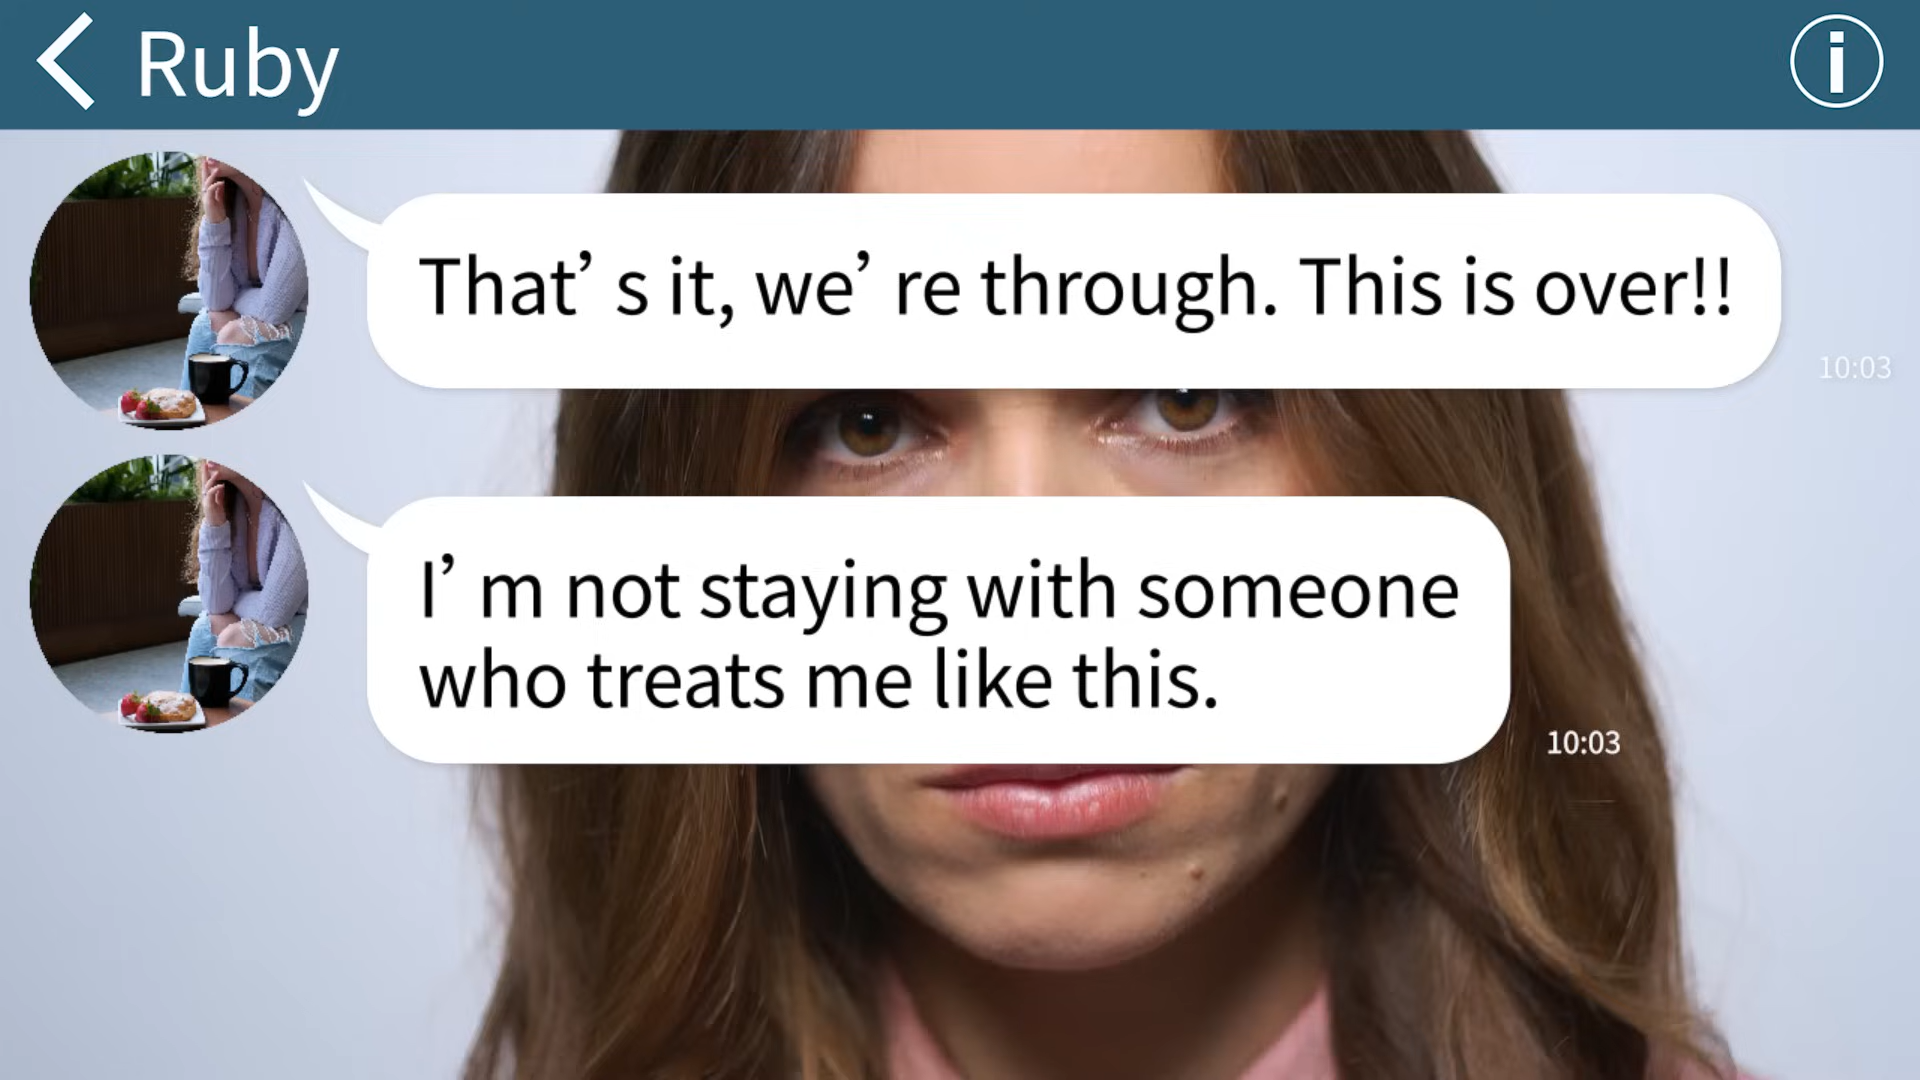 Ruby
That’s it, we’re through. This is over!!
10:03
I’m not staying with someone
who treats me like this.
10:03